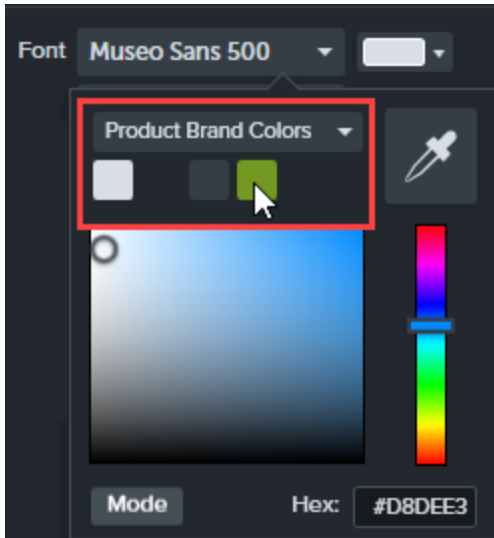 Font Museo Sans 500
Product Brand Colors
Mode Hex: #D8DEE3